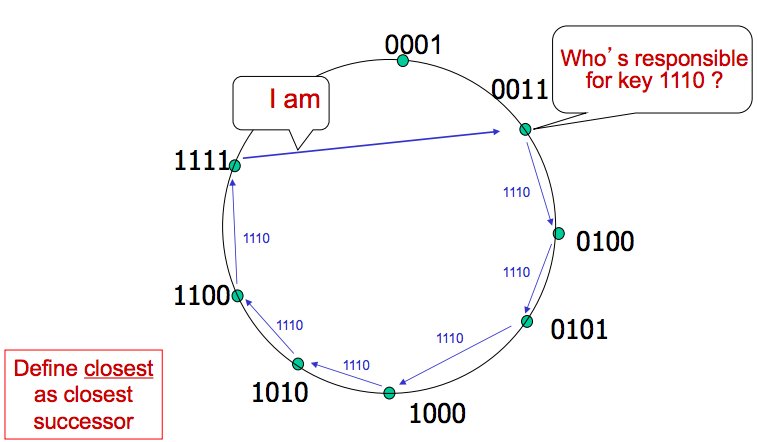 0001
Who's responsible
for key 1110 ?
0011
I am
1111
1110
0100
1110
1110
1100
1110
0101
1110
1110
1010
1000
Define closest
as closest
successor